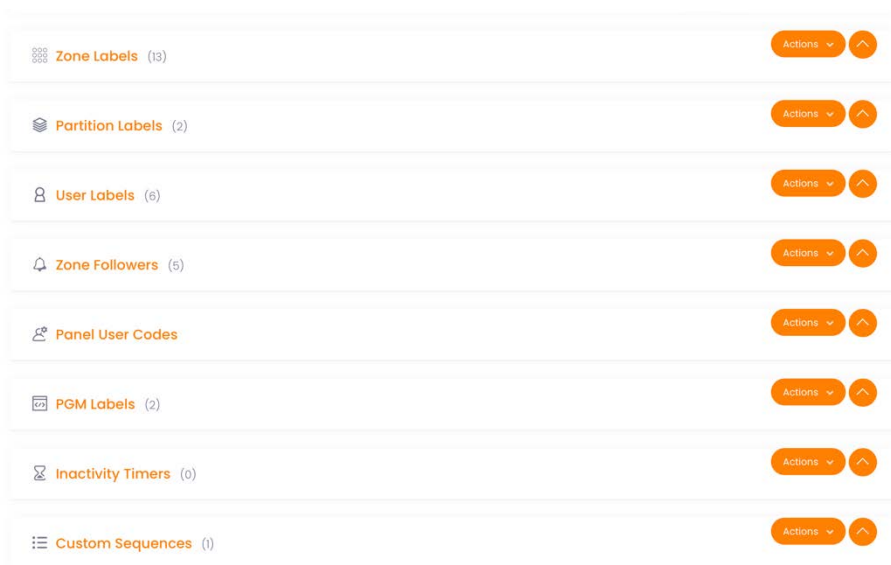 Zone Labels (13) Actions
Partition Labels (2) Actions
User Labels (6) Actions
Zone Followers (5) Actions
Panel User Codes Actions
PGM Labels (2) Actions
Inactivity Timers (0) Actions
Custom Sequences (1) Actions